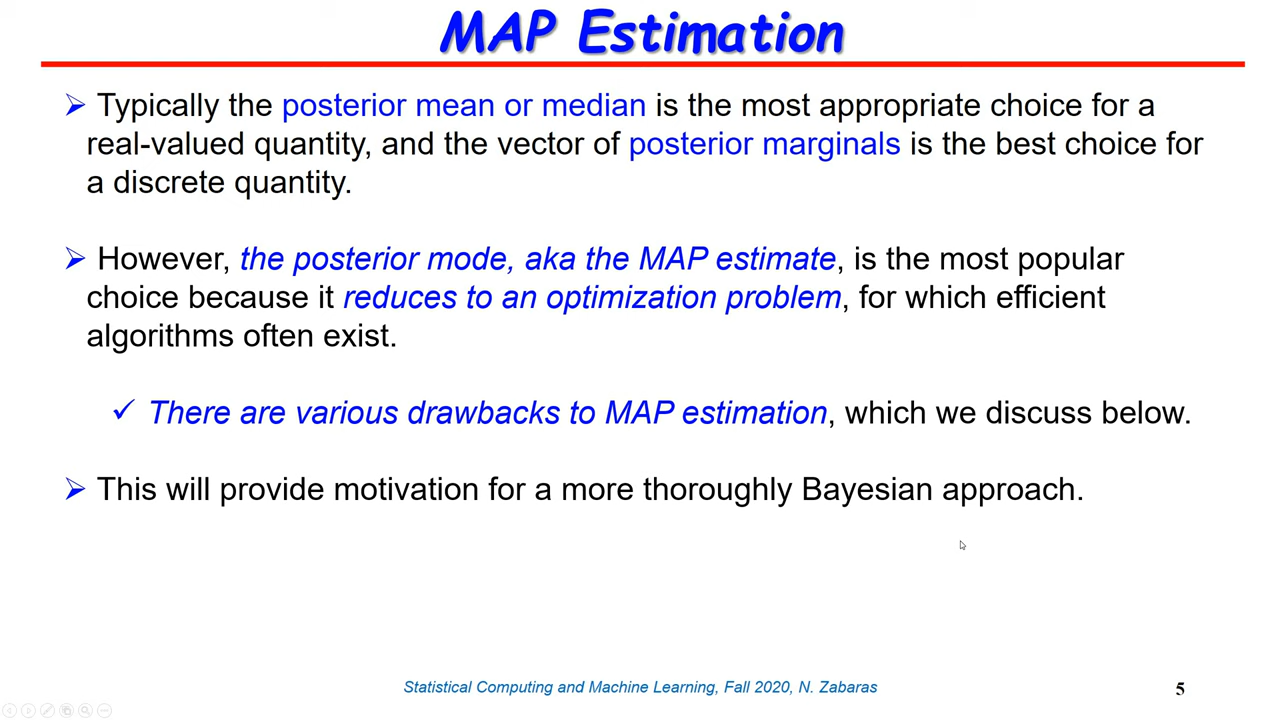 MAP Estimation
➢ Typically the posterior mean or median is the most appropriate choice for a
real-valued quantity, and the vector of posterior marginals is the best choice for
a discrete quantity.
➢ However, the posterior mode, aka the MAP estimate, is the most popular
choice because it reduces to an optimization problem, for which efficient
algorithms often exist.
✓ There are various drawbacks to MAP estimation, which we discuss below.
➢ This will provide motivation for a more thoroughly Bayesian approach.
Statistical Computing and Machine Learning, Fall 2020, N. Zabaras
5